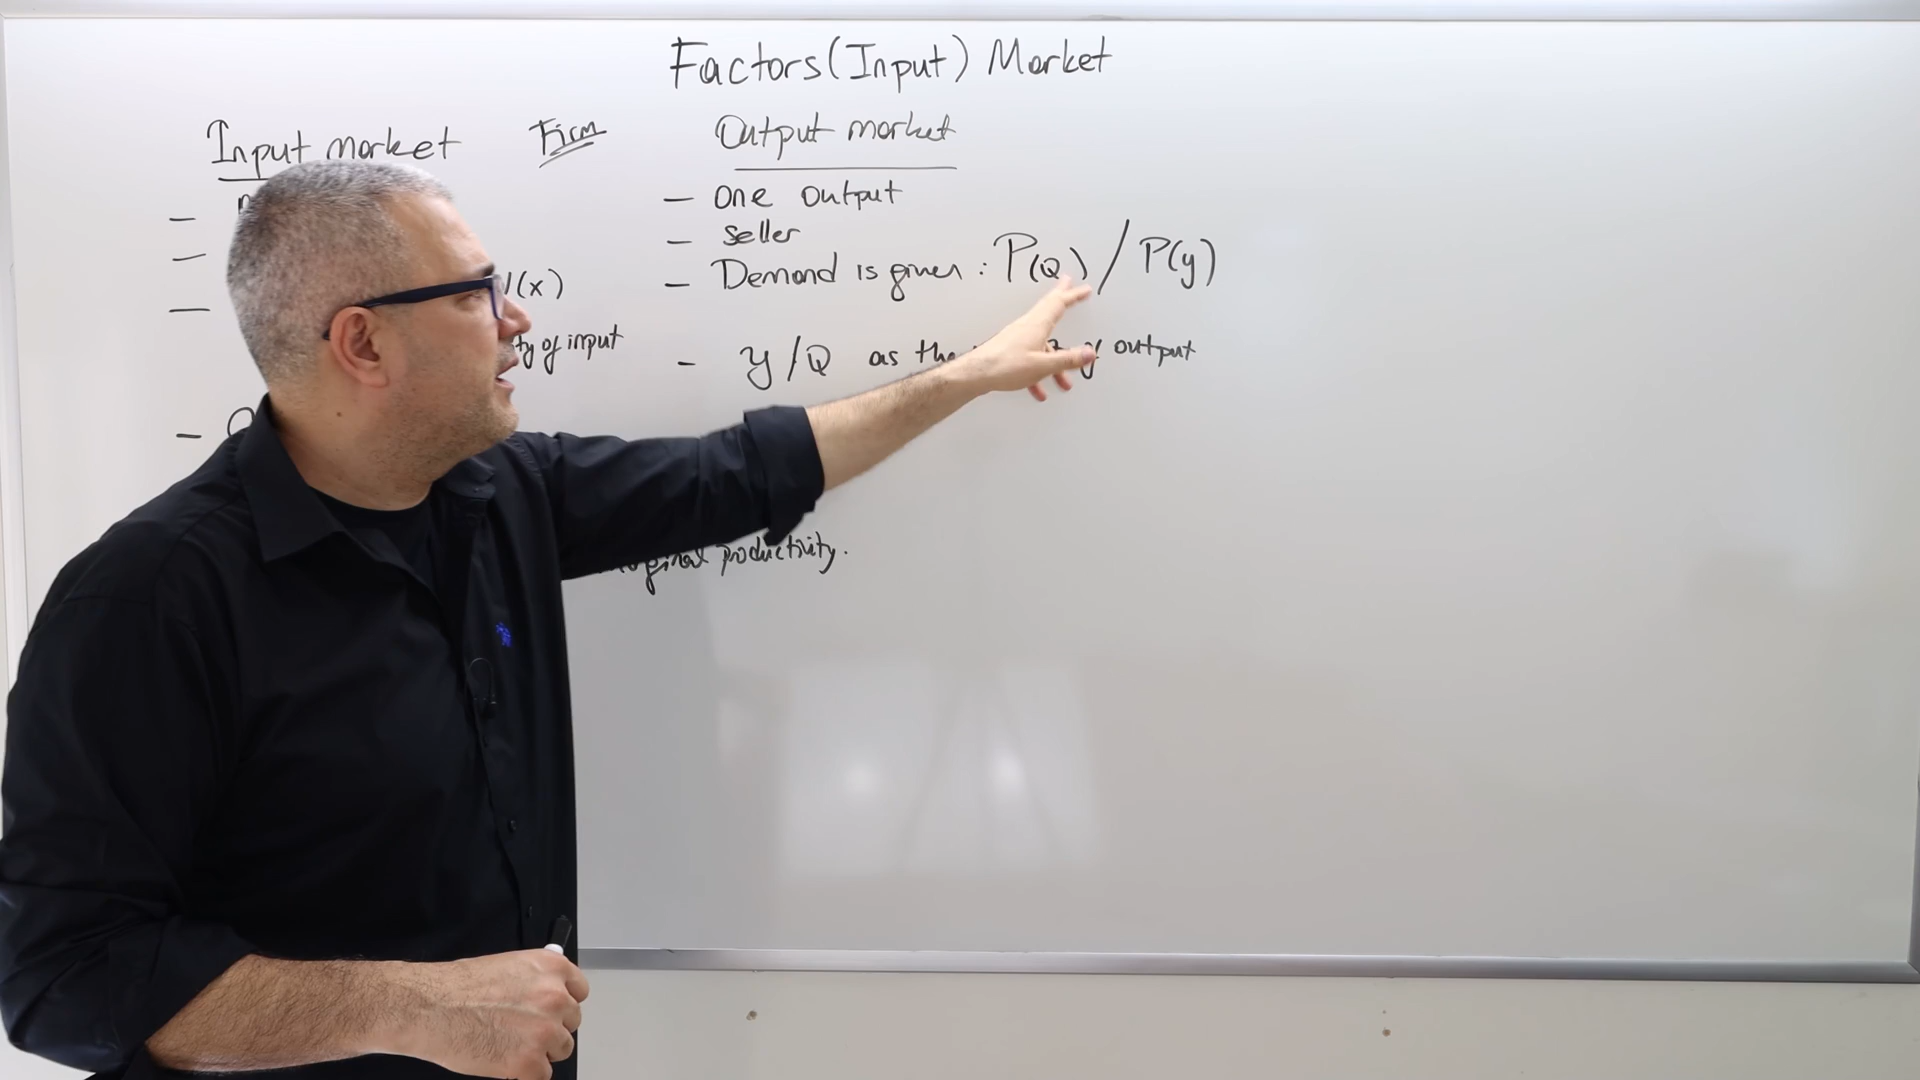 Factors (Input) Market
Input market
Firm
Output market
— One output
— Seller
— Demand is given : P(Q) / P(y)
(x)
of input
— y/Q as the of output
productivity.